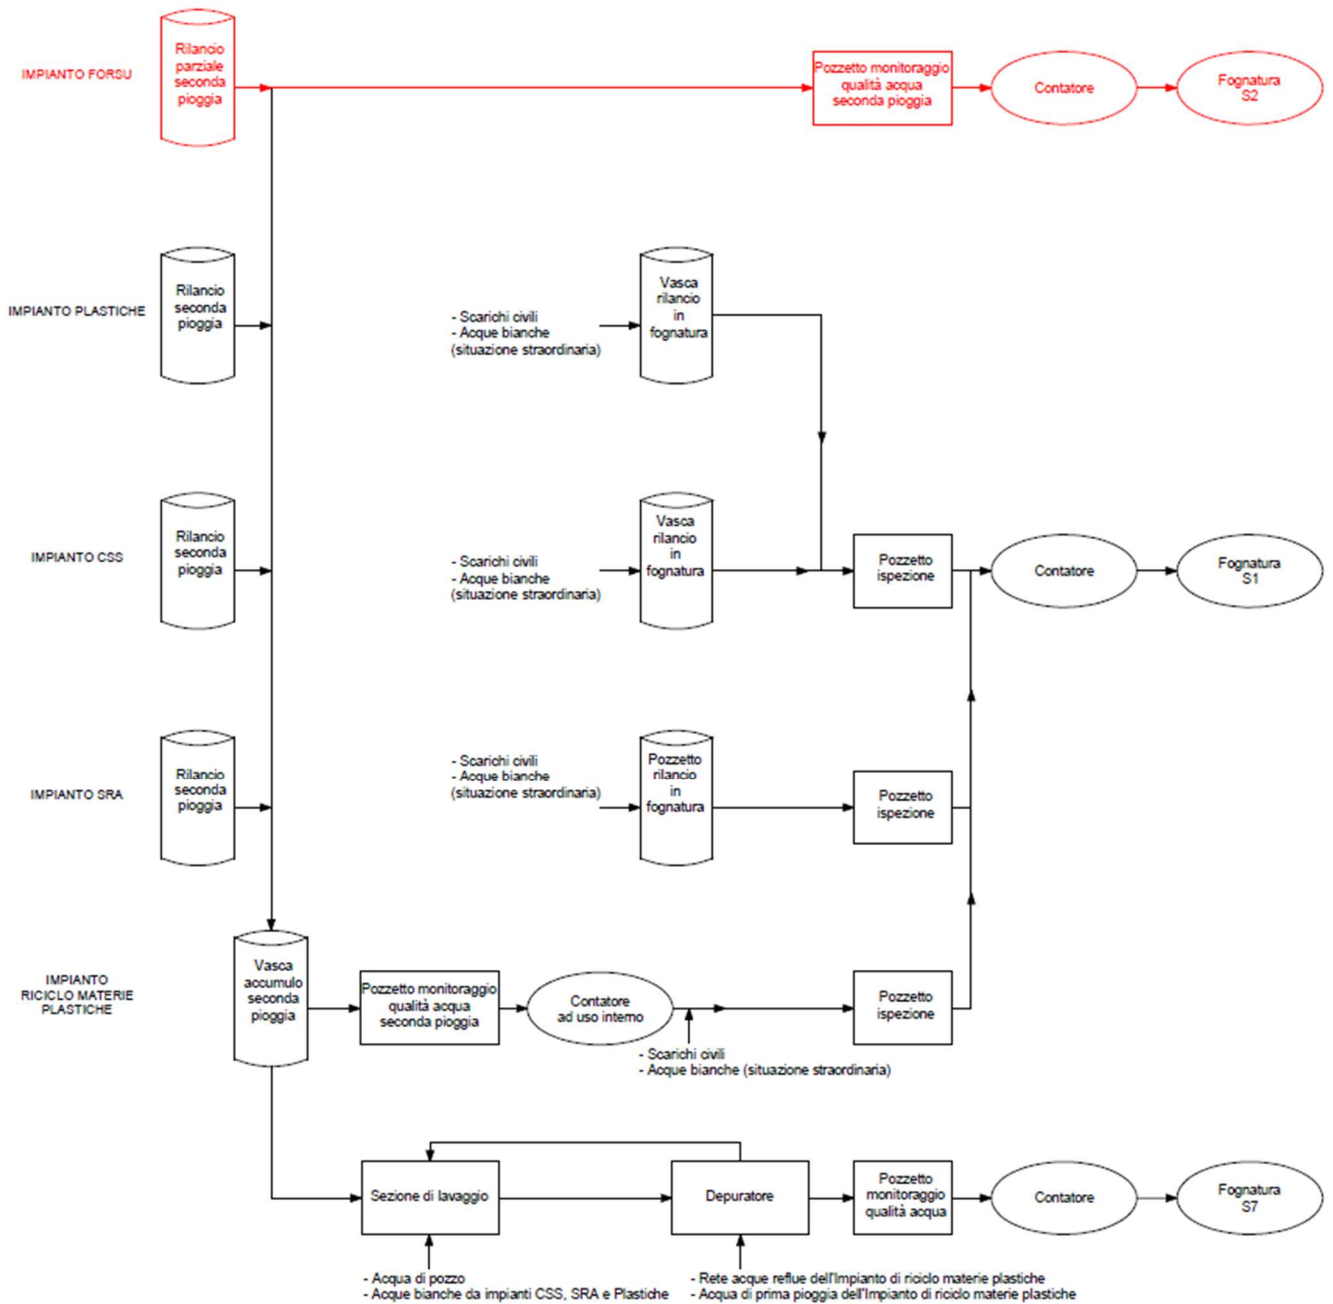 IMPIANTO FORSU
Rilancio
parziale
seconda
pioggia
Pozzetto monitoraggio
qualità acqua
seconda pioggia
Contatore
Fognatura
S2
IMPIANTO PLASTICHE
Rilancio
seconda
pioggia
- Scarichi civili
- Acque bianche
(situazione straordinaria)
Vasca
rilancio
in
fognatura
IMPIANTO CSS
Rilancio
seconda
pioggia
- Scarichi civili
- Acque bianche
(situazione straordinaria)
Vasca
rilancio
in
fognatura
Pozzetto
ispezione
Contatore
Fognatura
S1
IMPIANTO SRA
Rilancio
seconda
pioggia
- Scarichi civili
- Acque bianche
(situazione straordinaria)
Pozzetto
rilancio
in
fognatura
Pozzetto
ispezione
IMPIANTO
RICICLO MATERIE
PLASTICHE
Vasca
accumulo
seconda
pioggia
Pozzetto monitoraggio
qualità acqua
seconda pioggia
Contatore
ad uso interno
- Scarichi civili
- Acque bianche (situazione straordinaria)
Pozzetto
ispezione
Sezione di lavaggio
Depuratore
Pozzetto
monitoraggio
qualità acqua
Contatore
Fognatura
S7
- Acqua di pozzo
- Acque bianche da impianti CSS, SRA e Plastiche
- Rete acque reflue dell'Impianto di riciclo materie plastiche
- Acqua di prima pioggia dell'Impianto di riciclo materie plastiche